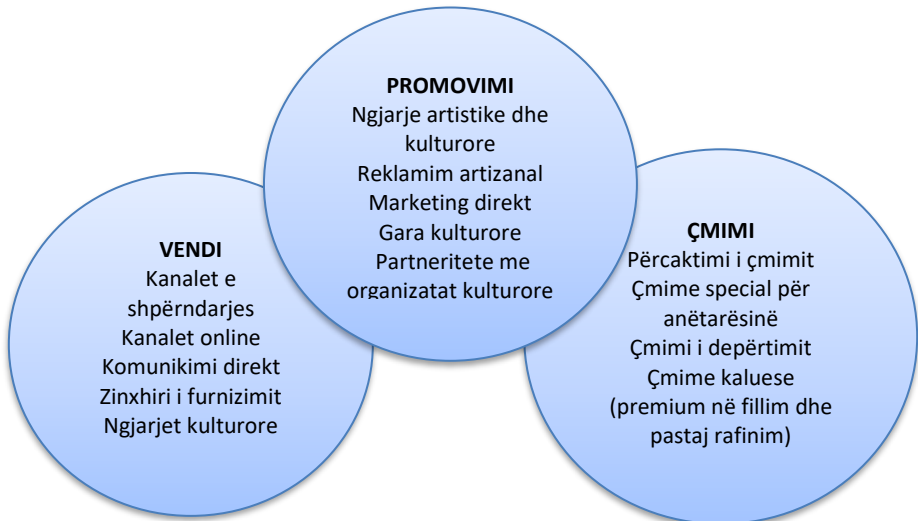 PROMOVIMI
Ngjarje artistike dhe
kulturore
Reklamim artizanal
Marketing direkt
Gara kulturore
Partneritete me
organizatat kulturore
VENDI
Kanalet e
shpërndarjes
Kanalet online
Komunikimi direkt
Zinxhiri i furnizimit
Ngjarjet kulturore
ÇMIMI
Përcaktimi i çmimit
Çmime special për
anëtarësinë
Çmimi i depërtimit
Çmime kaluese
(premium në fillim dhe
pastaj rafinim)